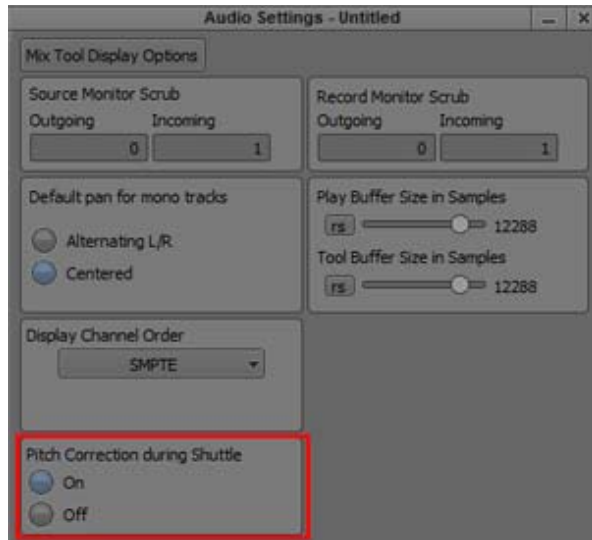 Audio Settings - Untitled
Mix Tool Display Options
Source Monitor Scrub
Outgoing Incoming
0 1
Record Monitor Scrub
Outgoing Incoming
0 1
Default pan for mono tracks
Alternating L/R
Centered
Play Buffer Size in Samples
rs 12288
Tool Buffer Size in Samples
rs 12288
Display Channel Order
SMPTE
Pitch Correction during Shuttle
On
Off